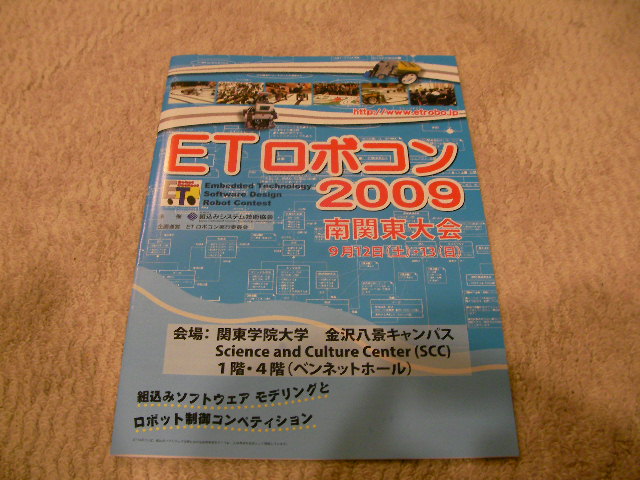 http://www.etrobo.jp
ETロボコン
2009
Embedded Technology
Software Design
Robot Contest
主 催 組込みシステム技術協会
企画運営 ETロボコン実行委員会
南関東大会
9月12日(土)・13(日)
会場： 関東学院大学 金沢八景キャンパス
Science and Culture Center (SCC)
1階・4階（ベンネットホール）
組込みソフトウェア モデリングと
ロボット制御コンペティション